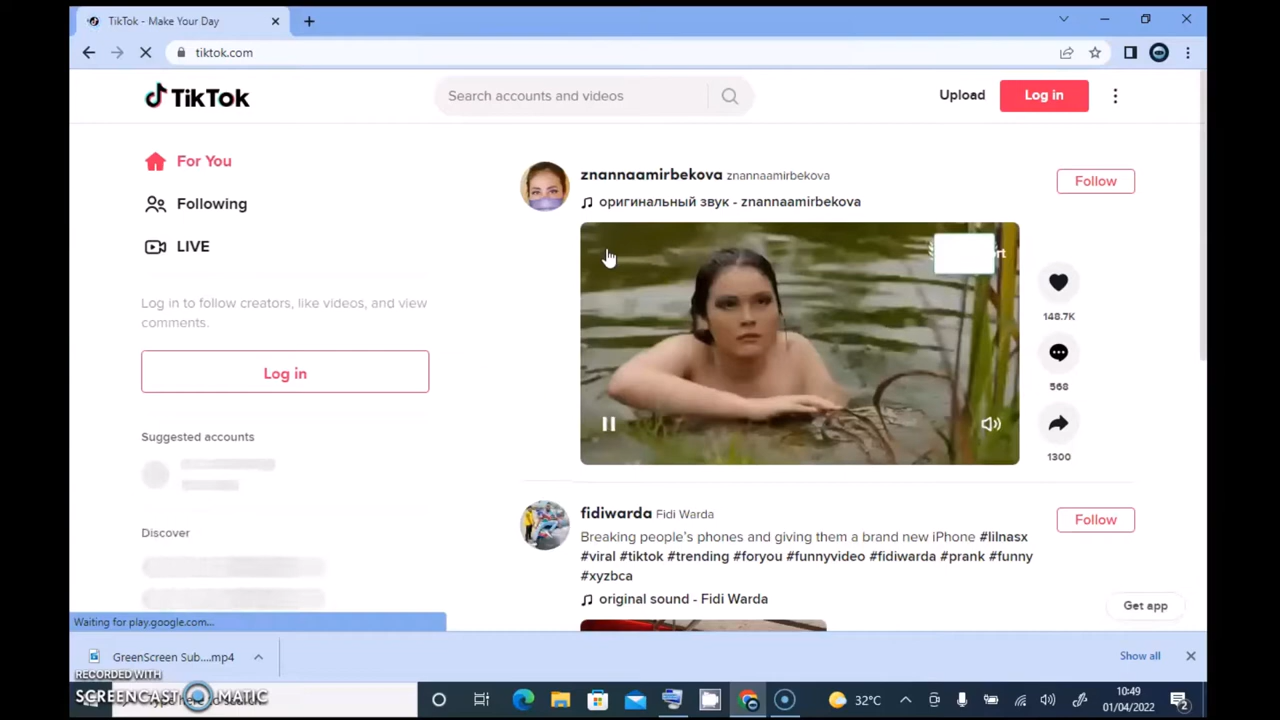 TikTok - Make Your Day
tiktok.com
TikTok
Search accounts and videos
Upload
Log in
For You
Following
LIVE
Log in to follow creators, like videos, and view
comments.
Log in
Suggested accounts
Discover
znnannaamirbekova znannaamirbekova
Follow
оригинальный звук - znannaamirbekova
148.7K
568
1300
fidiwarda Fidi Warda
Follow
Breaking people's phones and giving them a brand new iPhone #lilnasx
#viral #tiktok #trending #foryou #funnyvideo #fidiwarda #prank #funny
#xyzbca
original sound - Fidi Warda
Get app
Waiting for play.google.com...
GreenScreen Sub....mp4
Show all
RECORDED WITH
SCREENCAST MATIC
32°C
10:49
01/04/2022
2